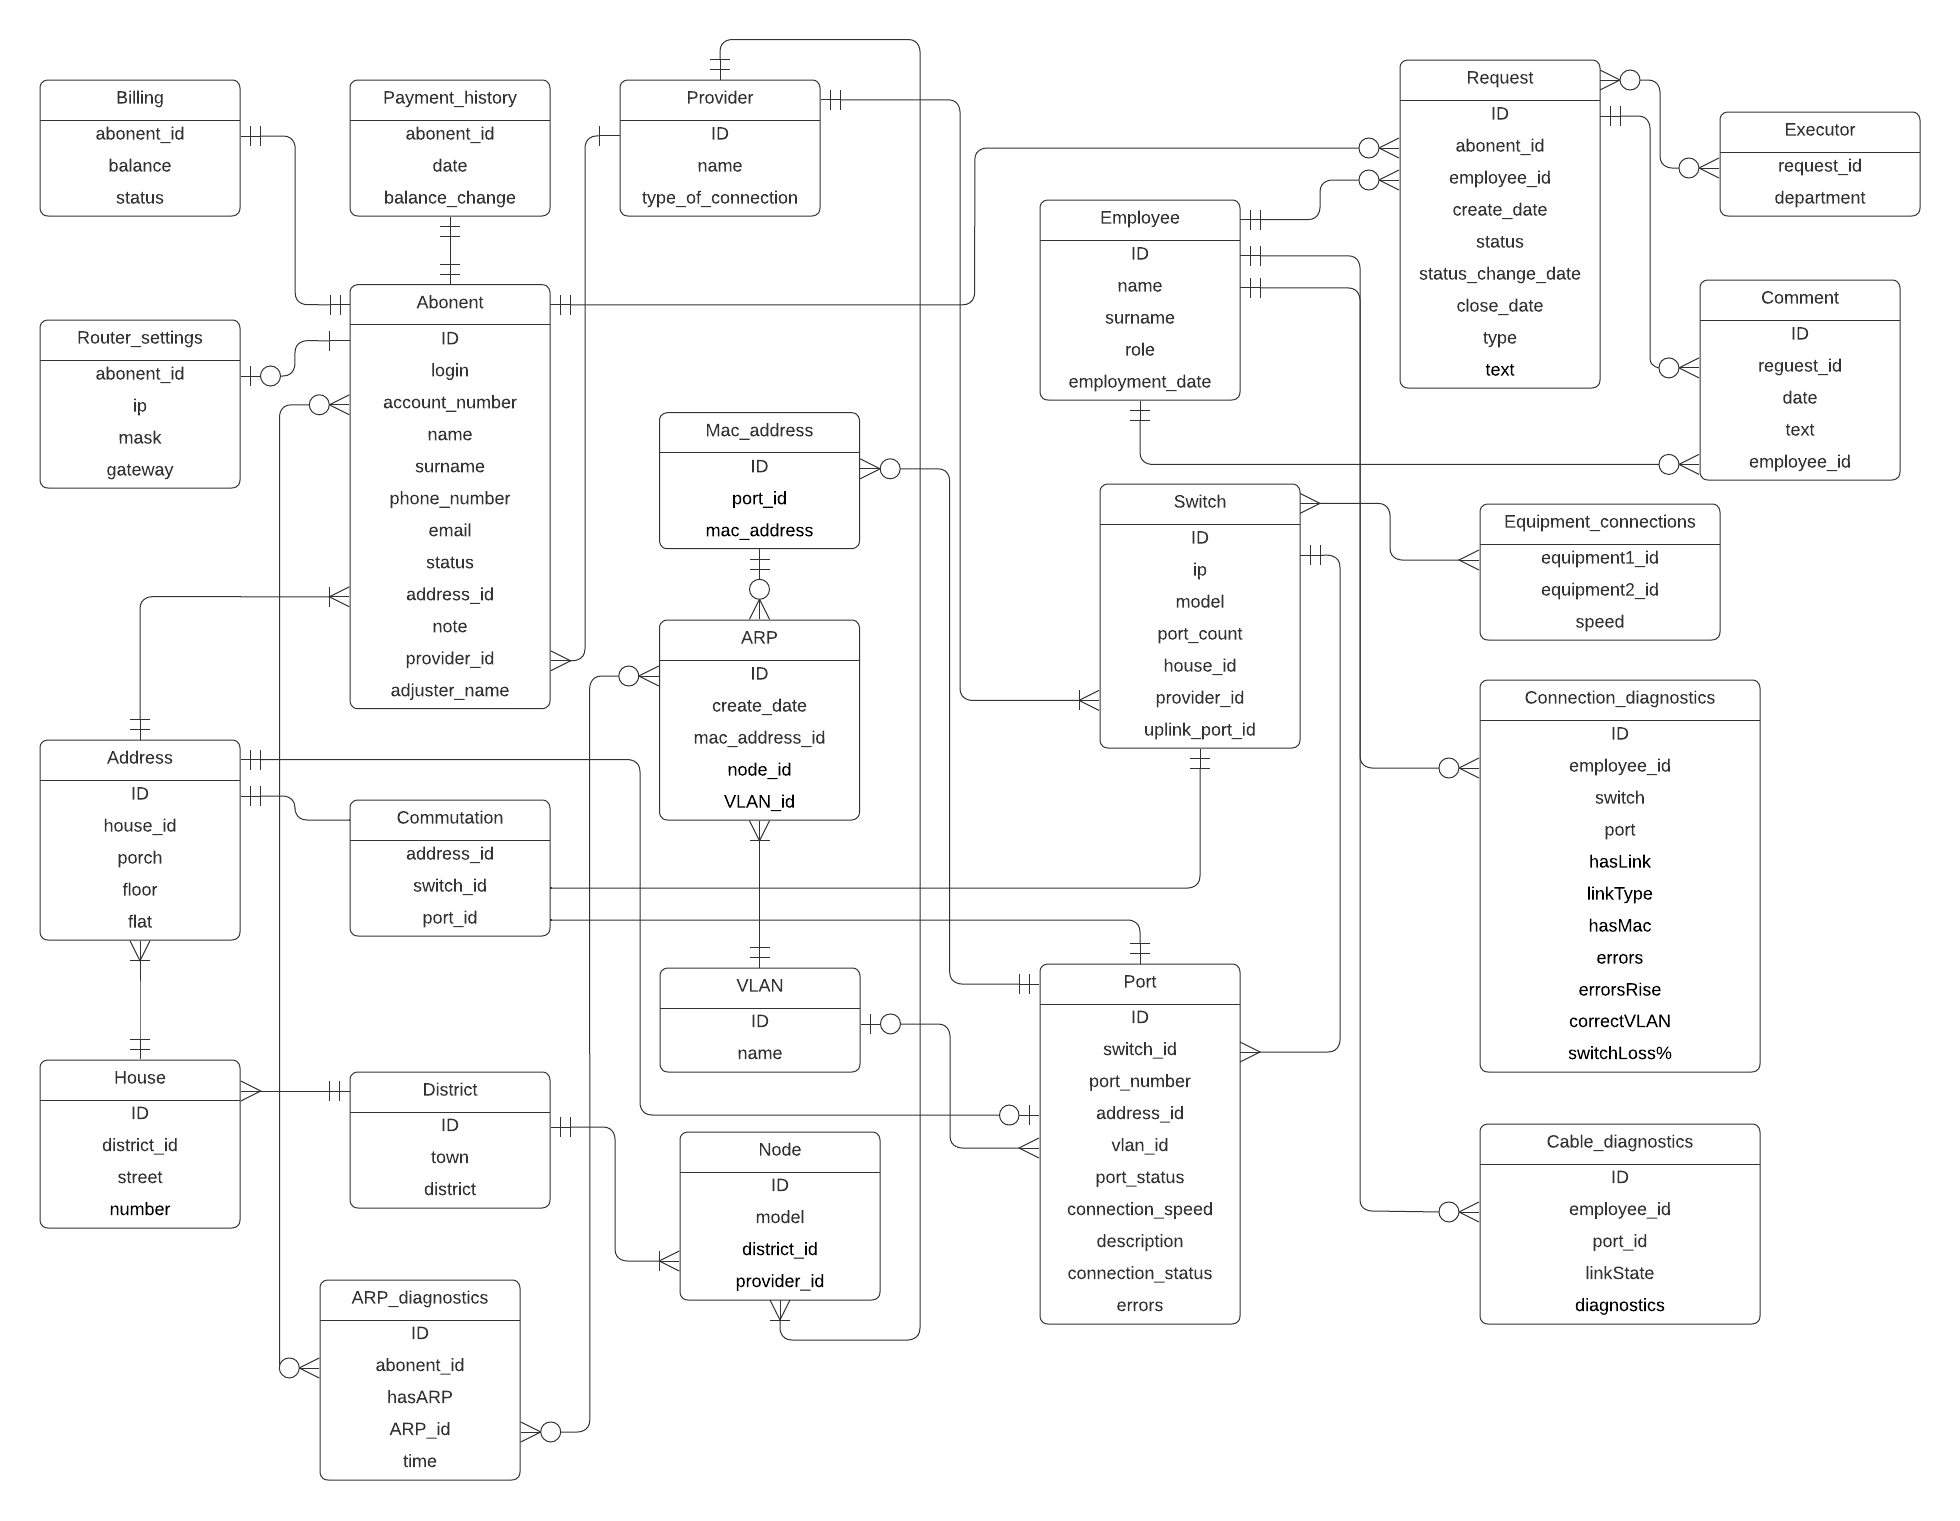 Billing
abonent_id
balance
status
Payment_history
abonent_id
date
balance_change
Provider
ID
name
type_of_connection
Request
ID
abonent_id
employee_id
create_date
status
status_change_date
close_date
type
text
Executor
request_id
department
Employee
ID
name
surname
role
employment_date
Comment
ID
reguest_id
date
text
employee_id
Router_settings
abonent_id
ip
mask
gateway
Abonent
ID
login
account_number
name
surname
phone_number
email
status
address_id
note
provider_id
adjuster_name
Mac_address
ID
port_id
mac_address
Switch
ID
ip
model
port_count
house_id
provider_id
uplink_port_id
Equipment_connections
equipment1_id
equipment2_id
speed
ARP
ID
create_date
mac_address_id
node_id
VLAN_id
Connection_diagnostics
ID
employee_id
switch
port
hasLink
linkType
hasMac
errors
errorsRise
correctVLAN
switchLoss%
Address
ID
house_id
porch
floor
flat
Commutation
address_id
switch_id
port_id
VLAN
ID
name
Port
ID
switch_id
port_number
address_id
vlan_id
port_status
connection_speed
description
connection_status
errors
House
ID
district_id
street
number
District
ID
town
district
Node
ID
model
district_id
provider_id
Cable_diagnostics
ID
employee_id
port_id
linkState
diagnostics
ARP_diagnostics
ID
abonent_id
hasARP
ARP_id
time